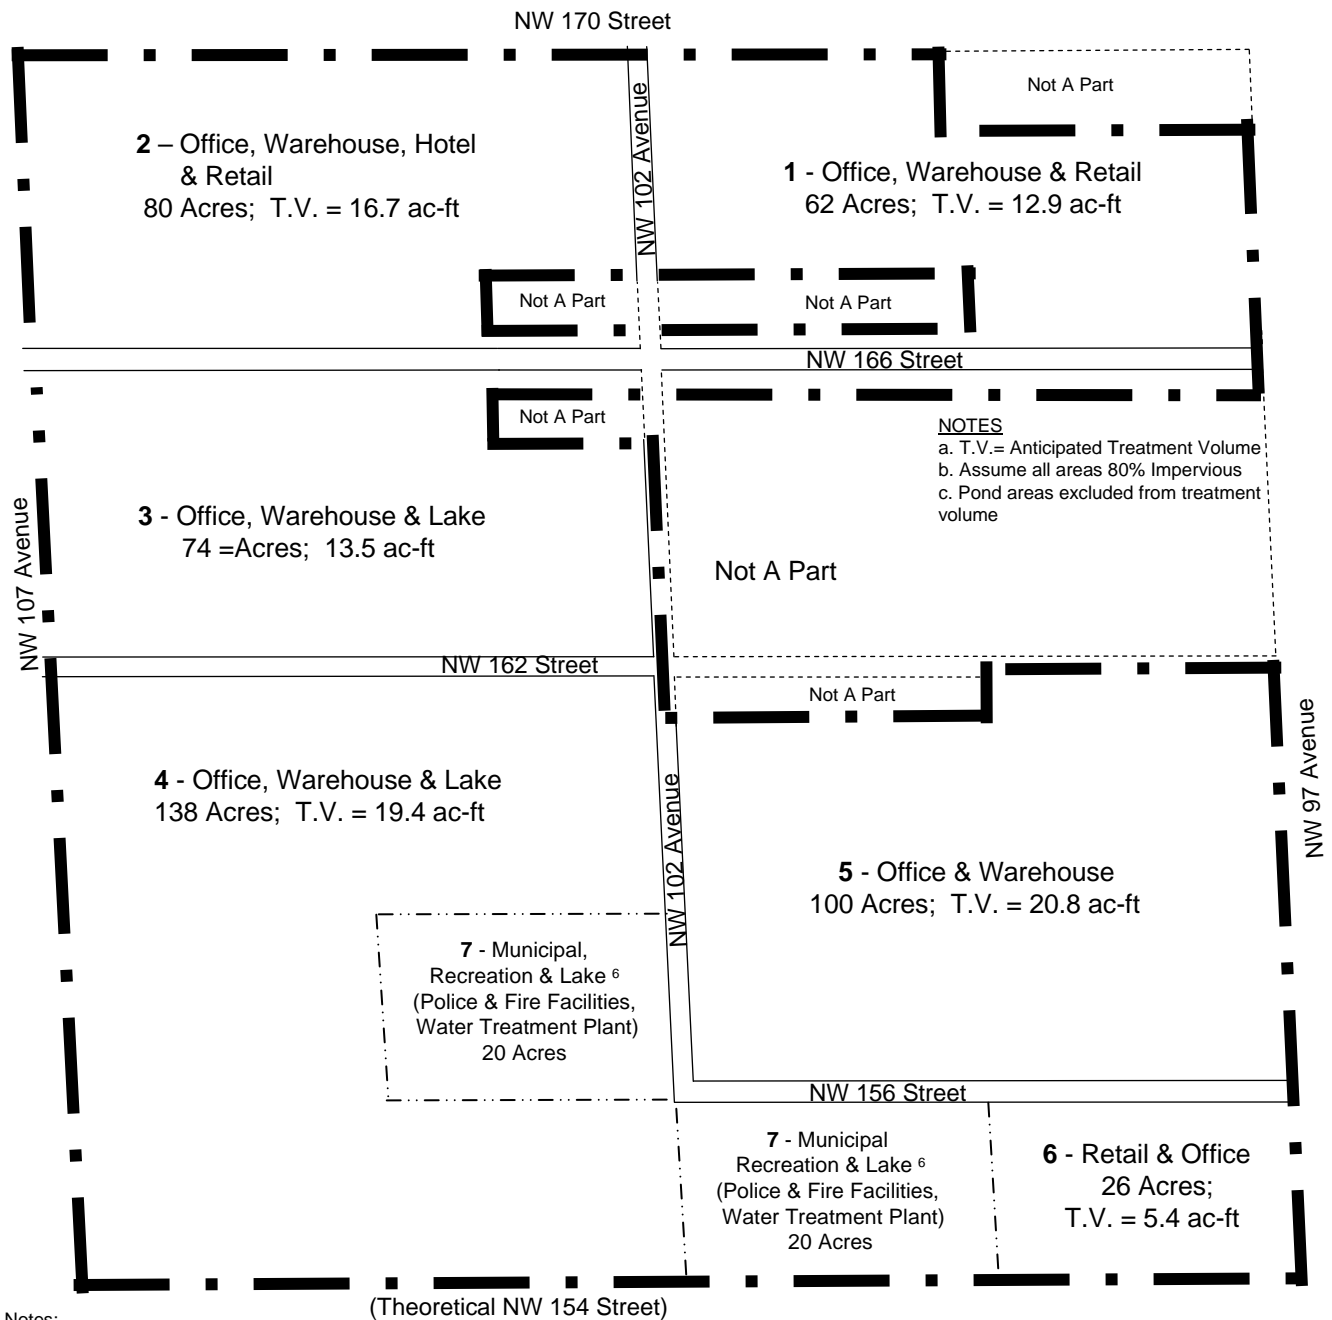 NW 170 Street
Not A Part
2 – Office, Warehouse, Hotel
& Retail
80 Acres; T.V. = 16.7 ac-ft
NW 102 Avenue
1 - Office, Warehouse & Retail
62 Acres; T.V. = 12.9 ac-ft
Not A Part
Not A Part
NW 166 Street
Not A Part
NOTES
a. T.V.= Anticipated Treatment Volume
b. Assume all areas 80% Impervious
c. Pond areas excluded from treatment
volume
NW 107 Avenue
3 - Office, Warehouse & Lake
74 =Acres; 13.5 ac-ft
Not A Part
NW 162 Street
Not A Part
NW 97 Avenue
4 - Office, Warehouse & Lake
138 Acres; T.V. = 19.4 ac-ft
NW 102 Avenue
5 - Office & Warehouse
100 Acres; T.V. = 20.8 ac-ft
7 - Municipal,
Recreation & Lake ⁶
(Police & Fire Facilities,
Water Treatment Plant)
20 Acres
NW 156 Street
7 - Municipal
Recreation & Lake ⁶
(Police & Fire Facilities,
Water Treatment Plant)
20 Acres
6 - Retail & Office
26 Acres;
T.V. = 5.4 ac-ft
(Theoretical NW 154 Street)
Notes: